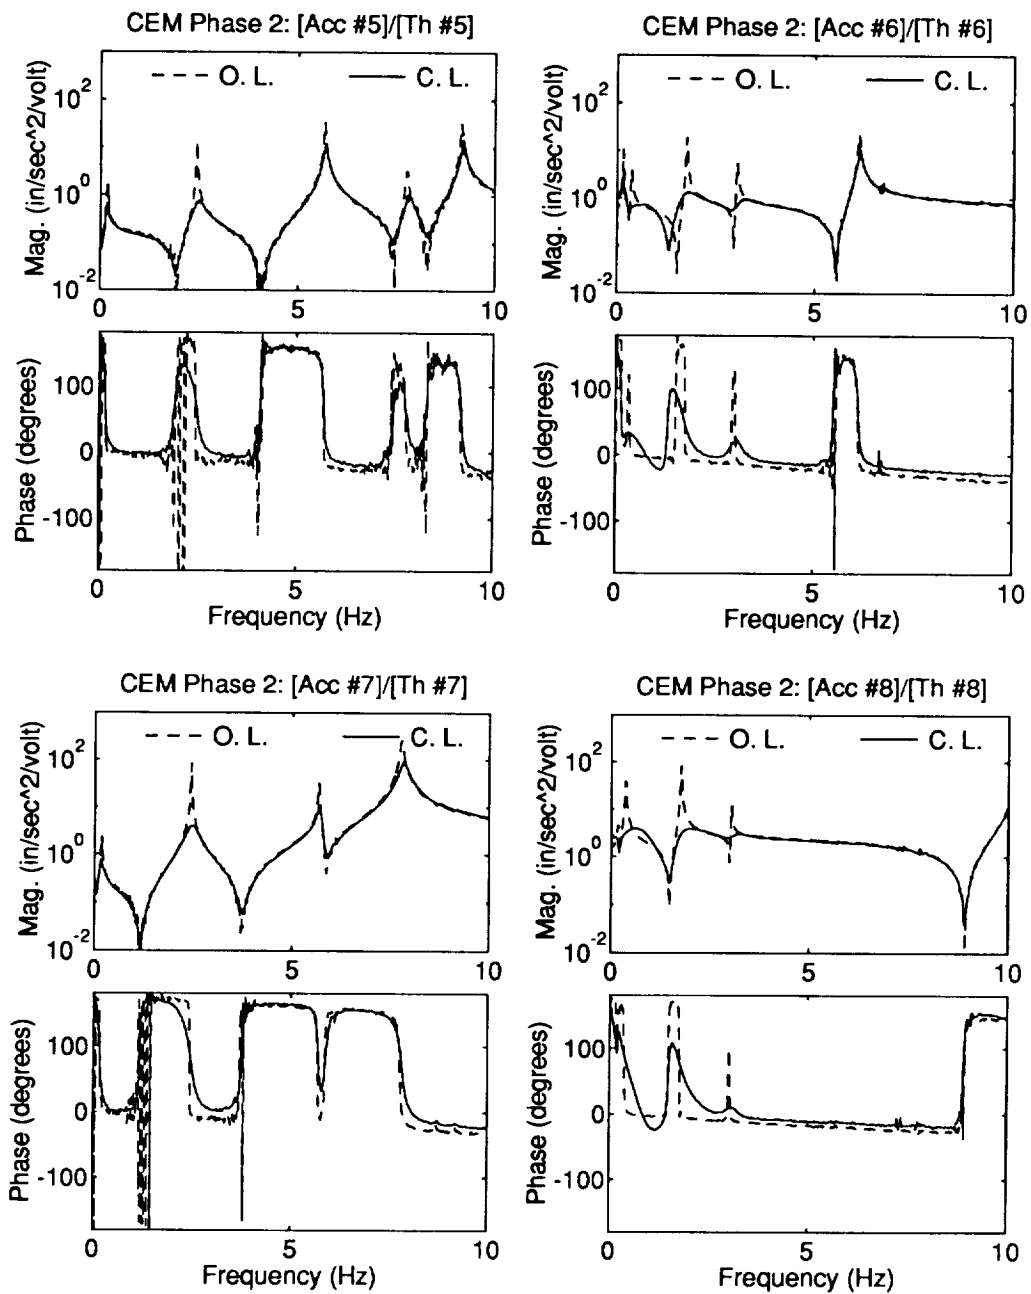 CEM Phase 2: [Acc #5]/[Th #5]
O. L.
C. L.
Mag. (in/sec^2/volt)
10^2
10^0
10^-2
0
5
10
Phase (degrees)
100
0
-100
0
5
10
Frequency (Hz)
CEM Phase 2: [Acc #6]/[Th #6]
O. L.
C. L.
Mag. (in/sec^2/volt)
10^2
10^0
10^-2
0
5
10
Phase (degrees)
100
0
-100
0
5
10
Frequency (Hz)
CEM Phase 2: [Acc #7]/[Th #7]
O. L.
C. L.
Mag. (in/sec^2/volt)
10^2
10^0
10^-2
0
5
10
Phase (degrees)
100
0
-100
0
5
10
Frequency (Hz)
CEM Phase 2: [Acc #8]/[Th #8]
O. L.
C. L.
Mag. (in/sec^2/volt)
10^2
10^0
10^-2
0
5
10
Phase (degrees)
100
0
-100
0
5
10
Frequency (Hz)